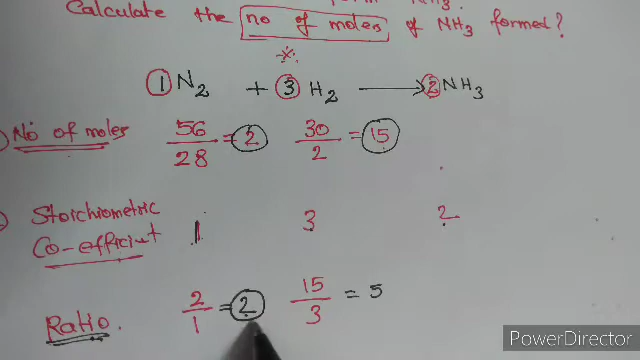 Calculate the no of moles of NH3 formed?
1 N2 + 3 H2 → 2 NH3
No of moles 56/28 = 2 30/2 = 15
Stoichiometric
Co-efficient 1 3 2
Ratio. 2/1 = 2 15/3 = 5
PowerDirector